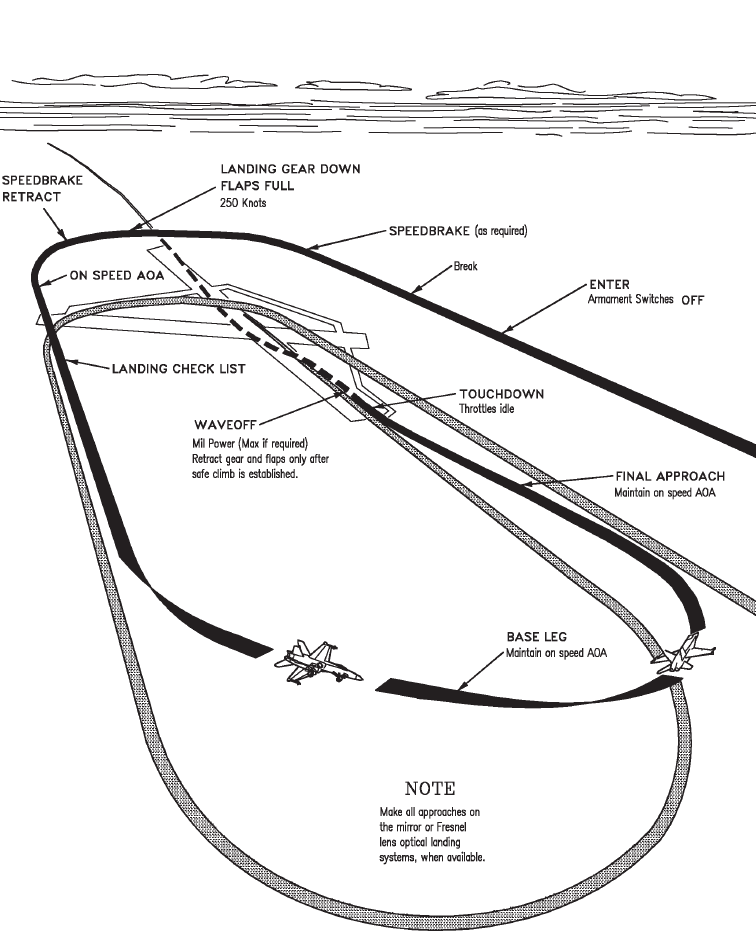 LANDING GEAR DOWN
FLAPS FULL
250 Knots
SPEEDBRAKE
RETRACT
SPEEDBRAKE (as required)
Break
ON SPEED AOA
ENTER
Armament Switches OFF
LANDING CHECK LIST
TOUCHDOWN
Throttles idle
WAVEOFF
Mil Power (Max if required)
Retract gear and flaps only after
safe climb is established.
FINAL APPROACH
Maintain on speed AOA
BASE LEG
Maintain on speed AOA
NOTE
Make all approaches on
the mirror or Fresnel
lens optical landing
systems, when available.